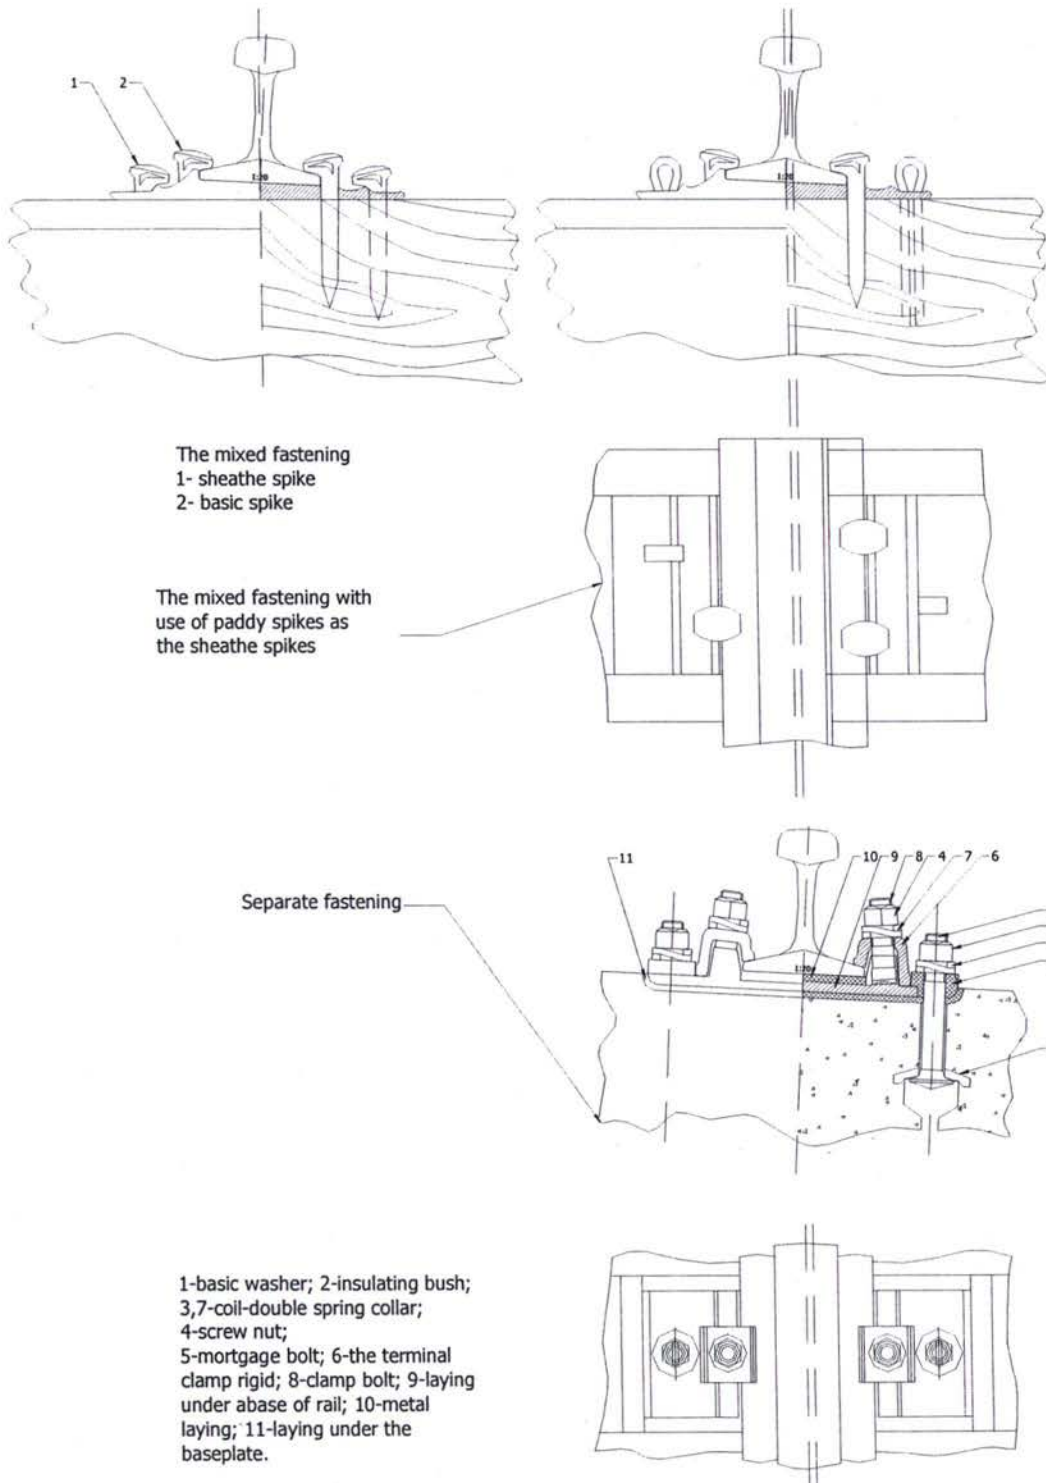 1
2
1:20
1:20
The mixed fastening
1- sheathe spike
2- basic spike
The mixed fastening with
use of paddy spikes as
the sheathe spikes
11
10
9
8
4
7
6
Separate fastening
1:20
1-basic washer; 2-insulating bush;
3,7-coil-double spring collar;
4-screw nut;
5-mortgage bolt; 6-the terminal
clamp rigid; 8-clamp bolt; 9-laying
under abase of rail; 10-metal
laying; 11-laying under the
baseplate.